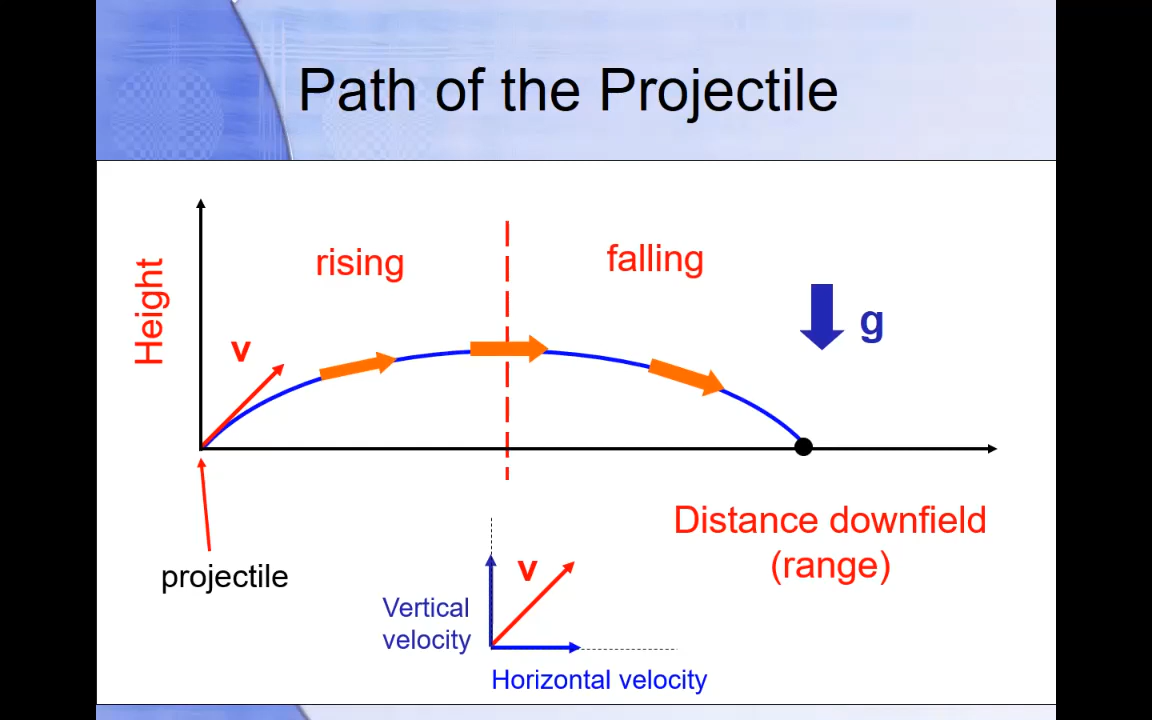 Path of the Projectile
rising
falling
Height
v
g
Distance downfield
(range)
projectile
v
Vertical
velocity
Horizontal velocity